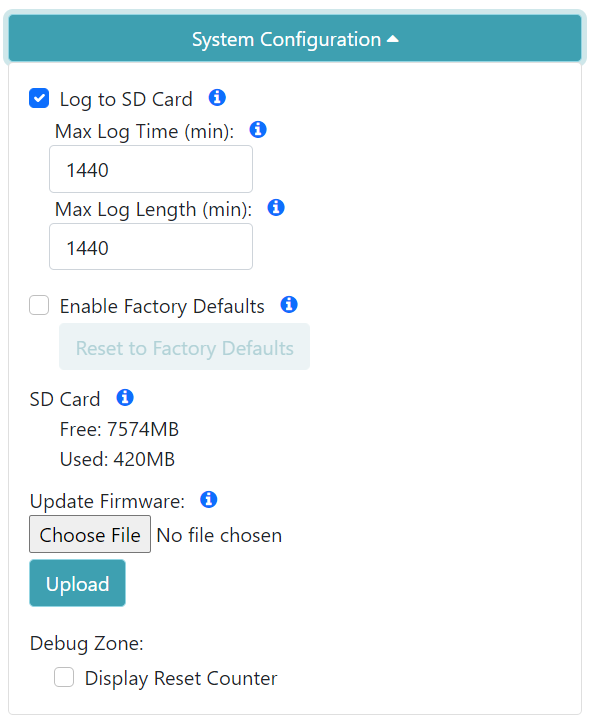 System Configuration
Log to SD Card
Max Log Time (min):
1440
Max Log Length (min):
1440
Enable Factory Defaults
Reset to Factory Defaults
SD Card
Free: 7574MB
Used: 420MB
Update Firmware:
Choose File No file chosen
Upload
Debug Zone:
Display Reset Counter